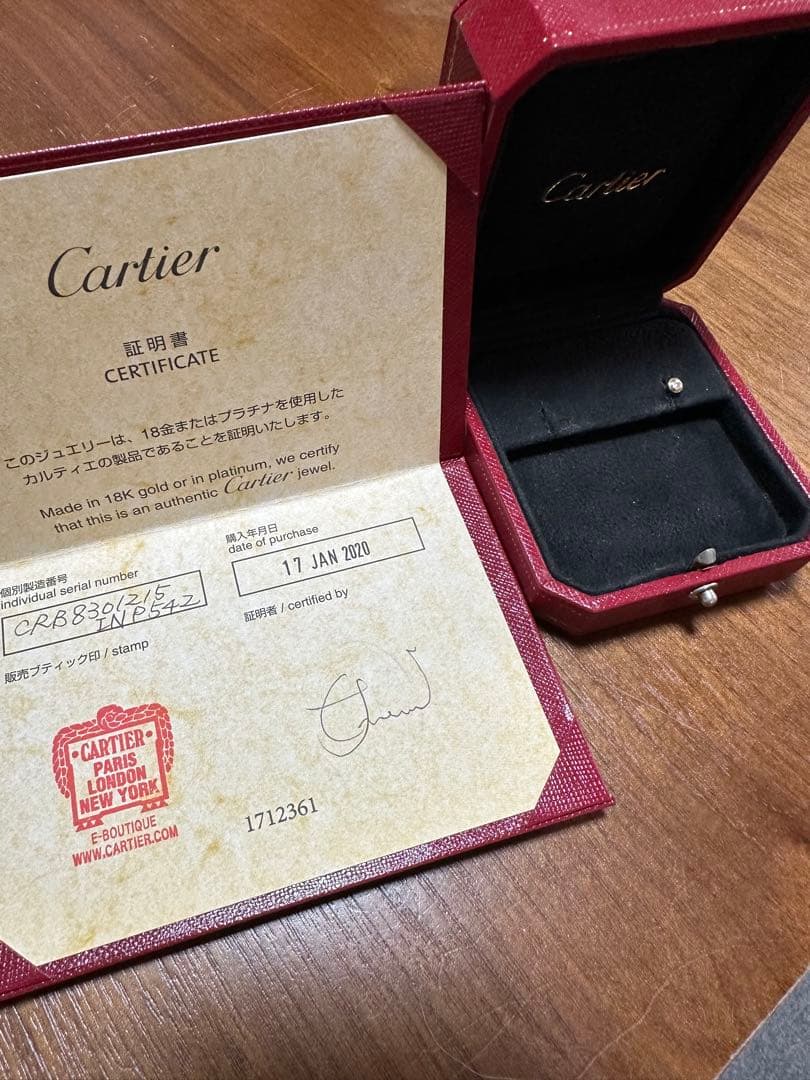 Cartier
証明書
CERTIFICATE
このジュエリーは、18金またはプラチナを使用した
カルティエの製品であることを証明いたします。
Made in 18K gold or in platinum, we certify
that this is an authentic Cartier jewel.
個別製造番号
individual serial number
CRB8301215
INP542
購入年月日
date of purchase
17 JAN 2020
販売ブティック印 / stamp
証明者 / certified by
CARTIER
PARIS
LONDON
NEW YORK
E-BOUTIQUE
WWW.CARTIER.COM
1712361
Cartier